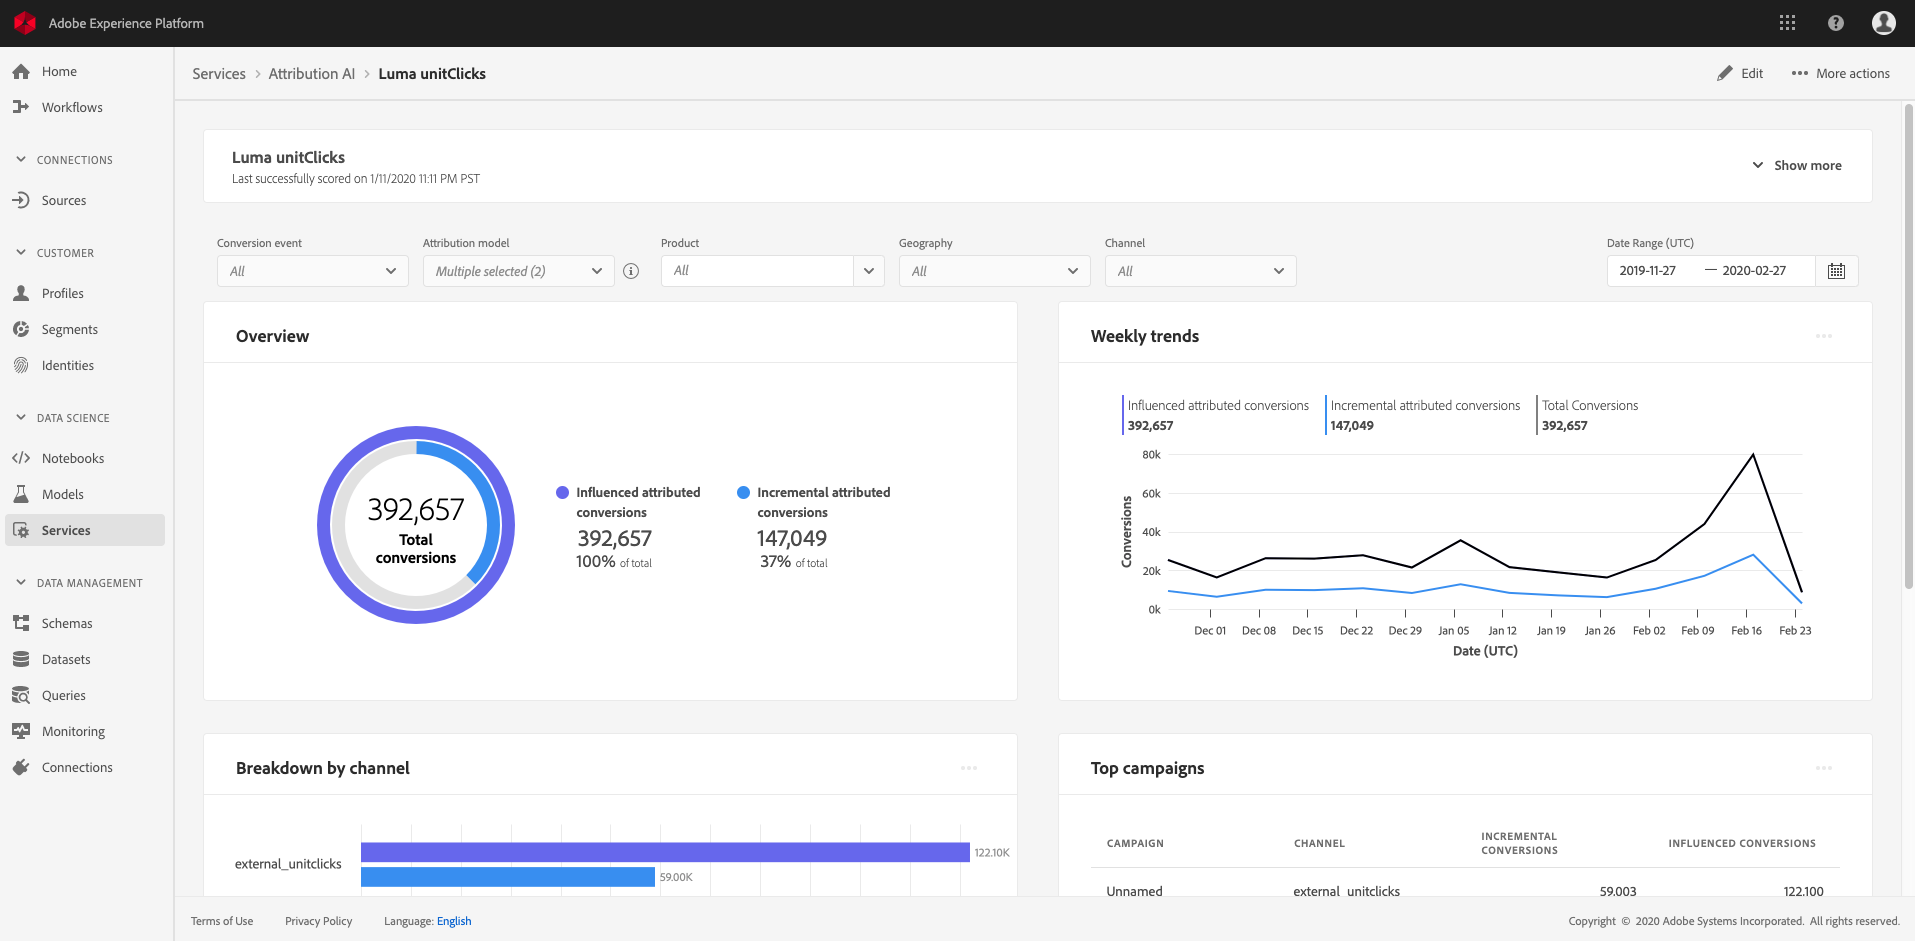 Adobe Experience Platform
Home
Workflows
CONNECTIONS
Sources
CUSTOMER
Profiles
Segments
Identities
DATA SCIENCE
Notebooks
Models
Services
DATA MANAGEMENT
Schemas
Datasets
Queries
Monitoring
Connections
Services > Attribution AI > Luma unitClicks
Edit
More actions
Luma unitClicks
Last successfully scored on 1/11/2020 11:11 PM PST
Show more
Conversion event
All
Attribution model
Multiple selected (2)
Product
All
Geography
All
Channel
All
Date Range (UTC)
2019-11-27 — 2020-02-27
Overview
392,657
Total
conversions
Influenced attributed
conversions
392,657
100% of total
Incremental attributed
conversions
147,049
37% of total
Weekly trends
Influenced attributed conversions
392,657
Incremental attributed conversions
147,049
Total Conversions
392,657
Conversions
80k
60k
40k
20k
0k
Dec 01 Dec 08 Dec 15 Dec 22 Dec 29 Jan 05 Jan 12 Jan 19 Jan 26 Feb 02 Feb 09 Feb 16 Feb 23
Date (UTC)
Breakdown by channel
external_unitclicks
122.10K
59.00K
Top campaigns
CAMPAIGN CHANNEL INCREMENTAL CONVERSIONS INFLUENCED CONVERSIONS
Unnamed external_unitclicks 59.003 122.100
Terms of Use
Privacy Policy
Language: English
Copyright © 2020 Adobe Systems Incorporated. All rights reserved.